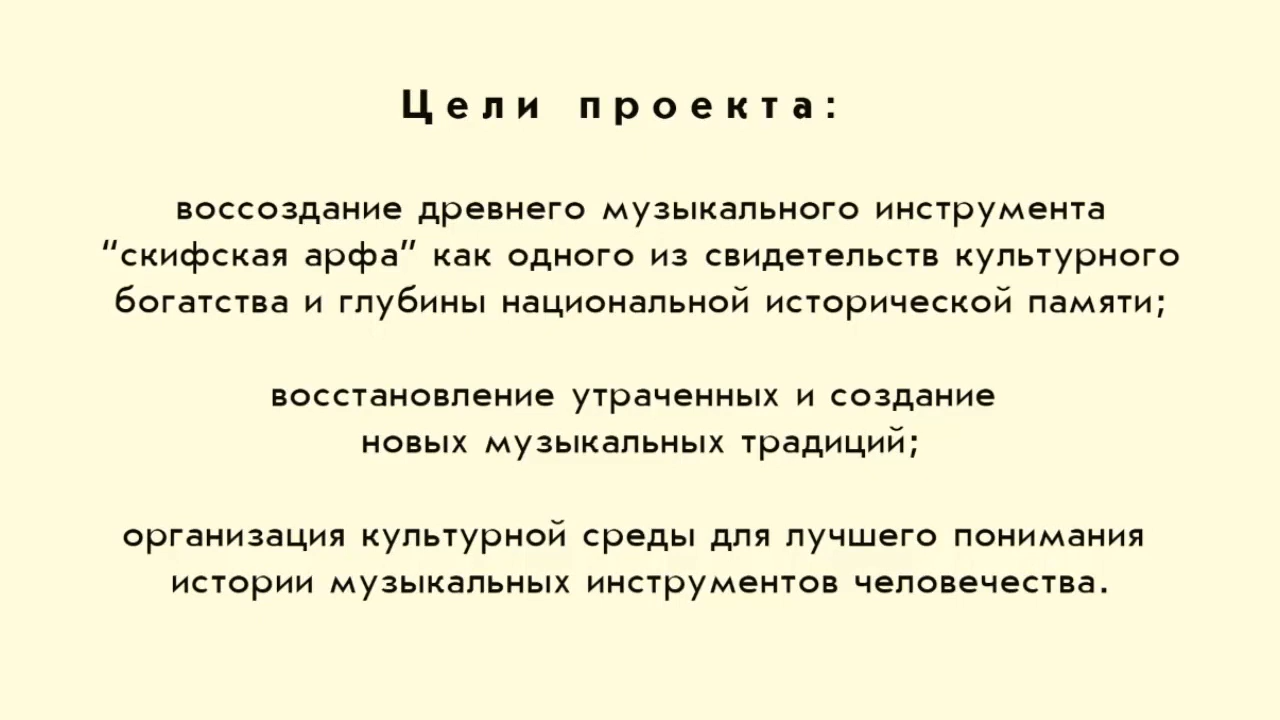 Цели проекта:
воссоздание древнего музыкального инструмента
“скифская арфа” как одного из свидетельств культурного
богатства и глубины национальной исторической памяти;
восстановление утраченных и создание
новых музыкальных традиций;
организация культурной среды для лучшего понимания
истории музыкальных инструментов человечества.